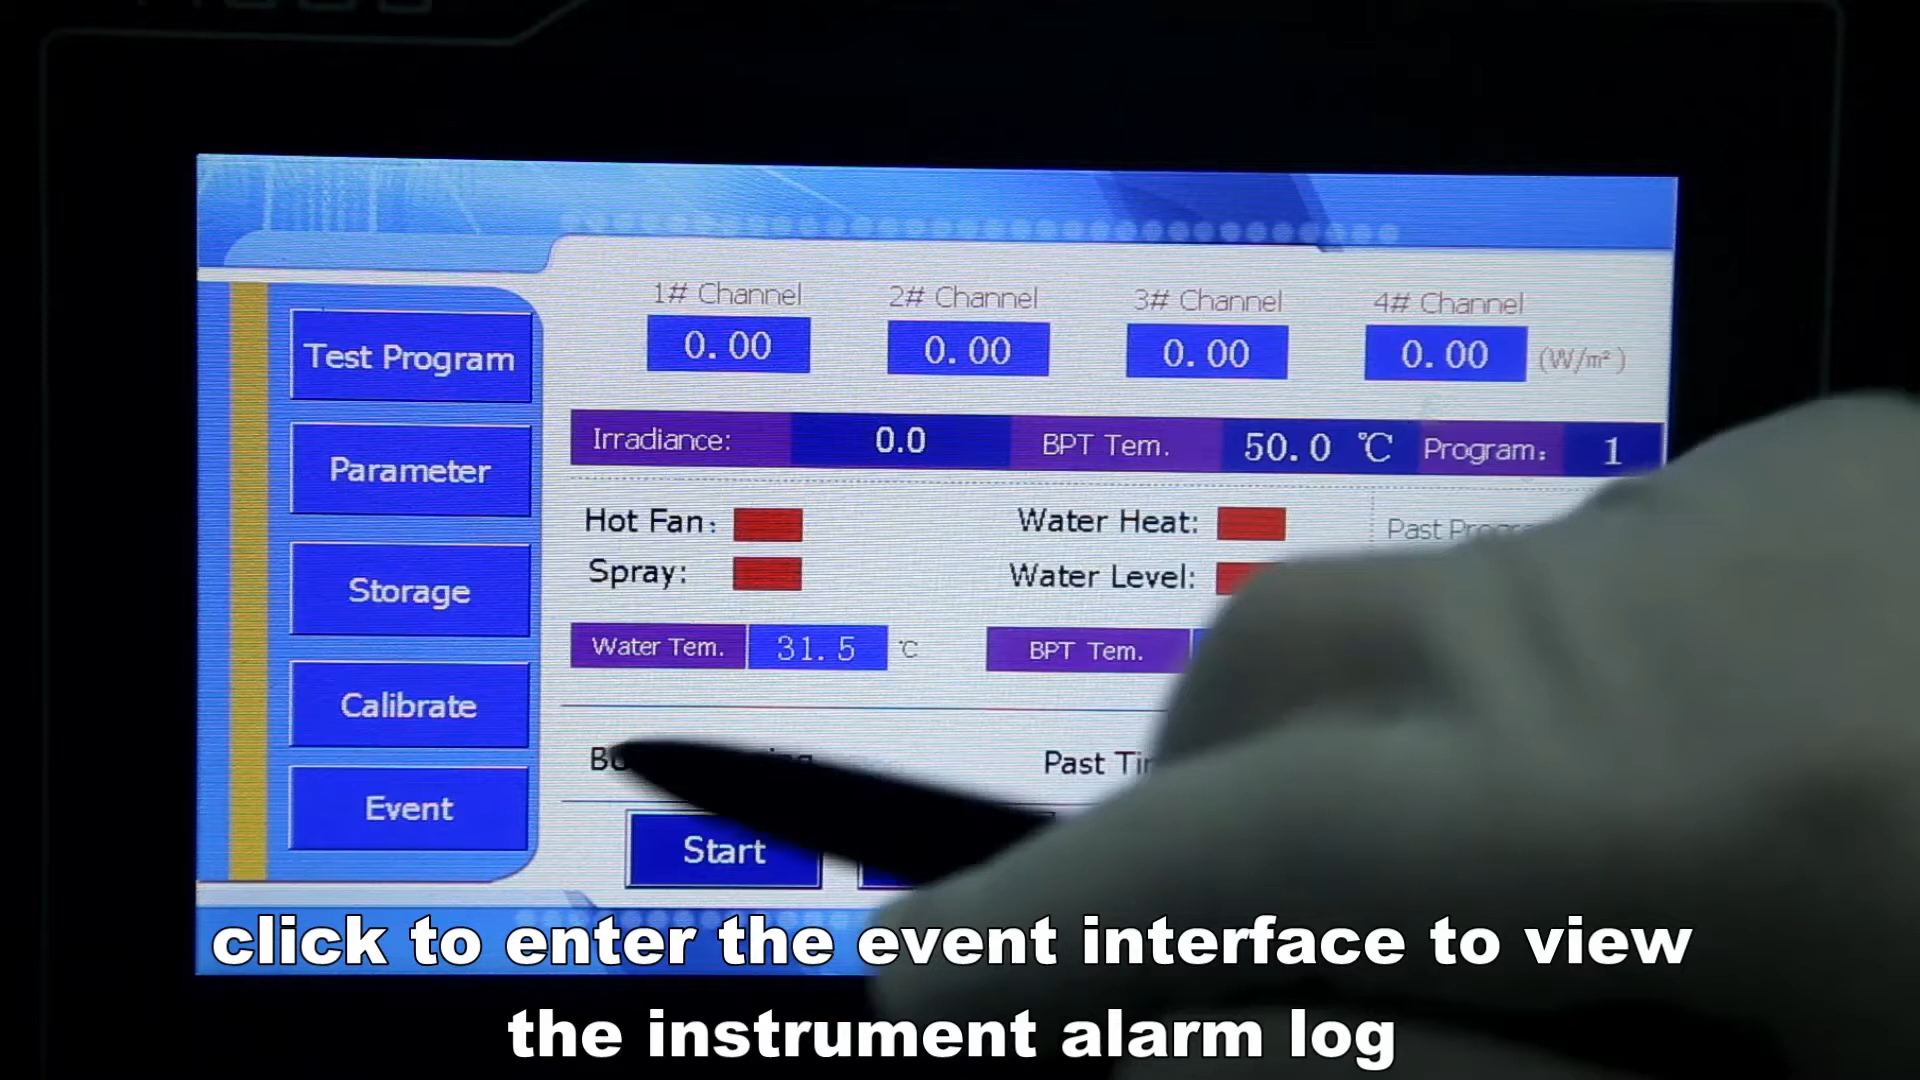 1# Channel 2# Channel 3# Channel 4# Channel
0.00 0.00 0.00 0.00 (W/m²)
Test Program
Irradiance: 0.0 BPT Tem. 50.0 ℃ Program: 1
Parameter
Hot Fan: Water Heat:
Past
Spray: Water Level:
Storage
Water Tem. 31.5 ℃ BPT Tem.
Calibrate
Past
Event
Start
click to enter the event interface to view
the instrument alarm log